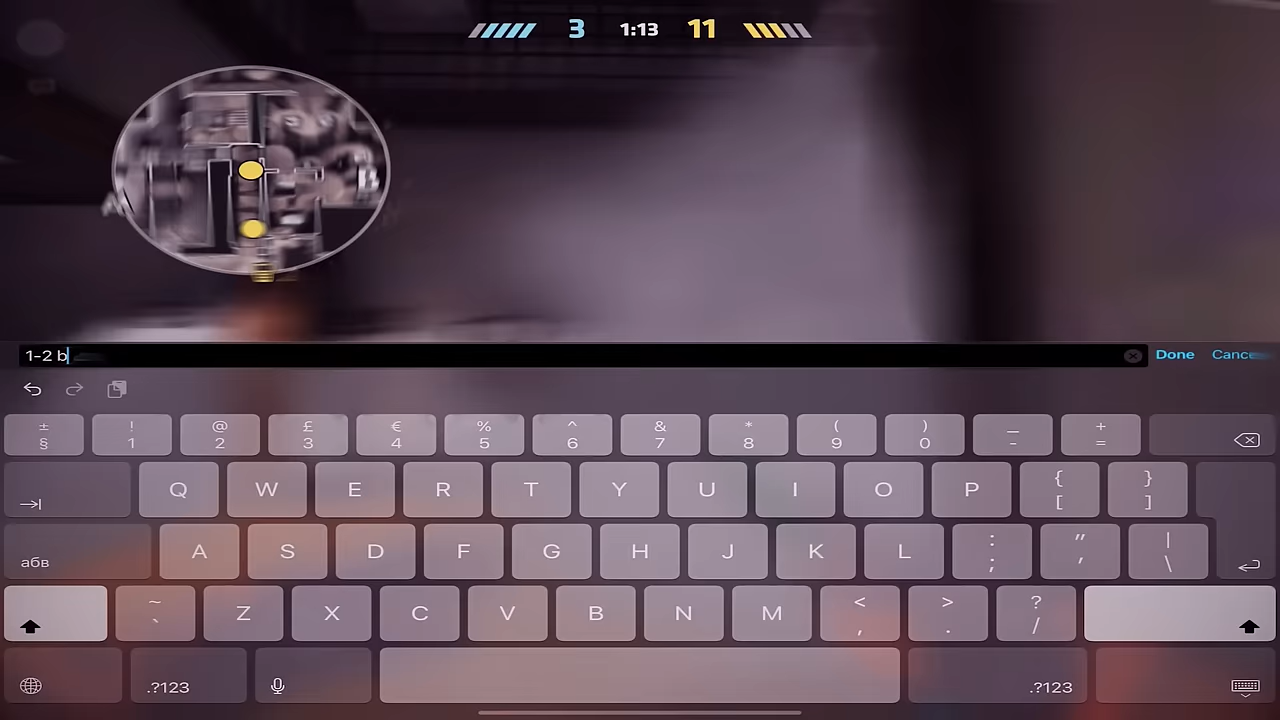 3 1:13 11
B
A
1-2 b Done
± ! @ £ € % ^ & * ( ) _ +
§ 1 2 3 4 5 6 7 8 9 0 - =
Q W E R T Y U I O P { }
[ ]
абв A S D F G H J K L : " |
; ' \
~ Z X C V B N M < > ?
` , . /
.?123 .?123